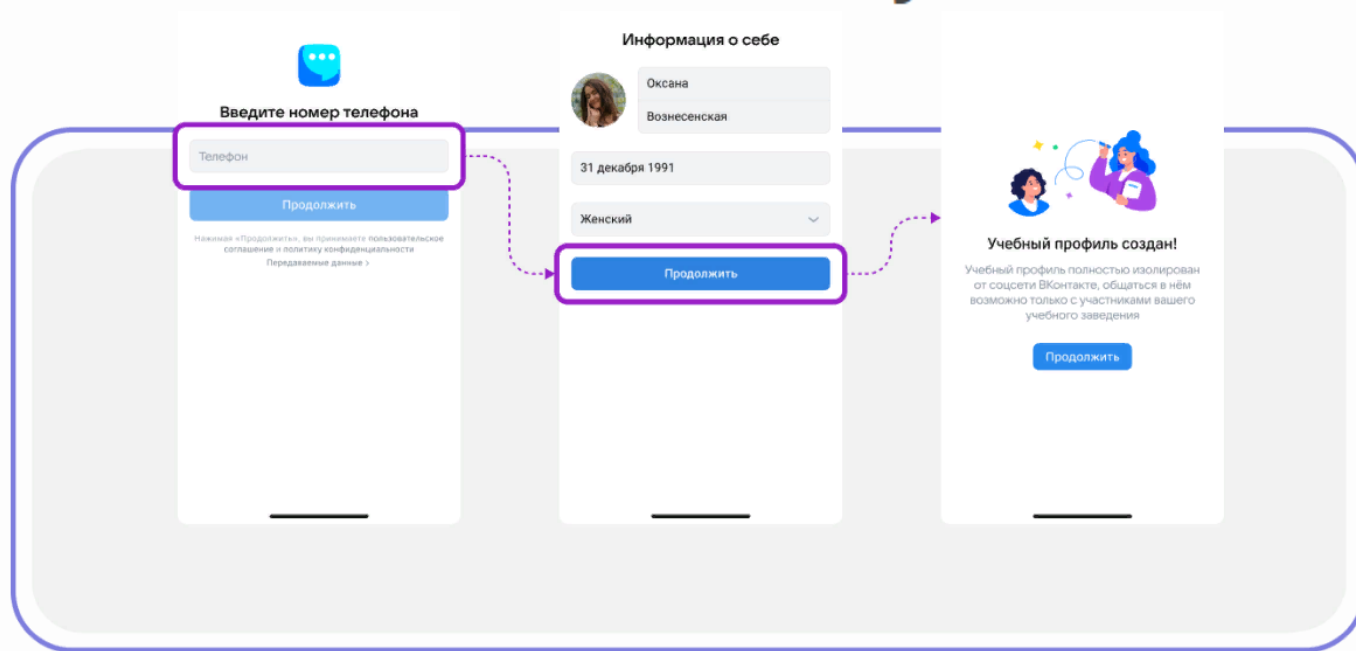 Введите номер телефона
Телефон
Продолжить
Нажимая «Продолжить», вы принимаете пользовательское
соглашение и политику конфиденциальности
Передаваемые данные >
Информация о себе
Оксана
Вознесенская
31 декабря 1991
Женский
Продолжить
Учебный профиль создан!
Учебный профиль полностью изолирован
от соцсети ВКонтакте, общаться в нём
возможно только с участниками вашего
учебного заведения
Продолжить